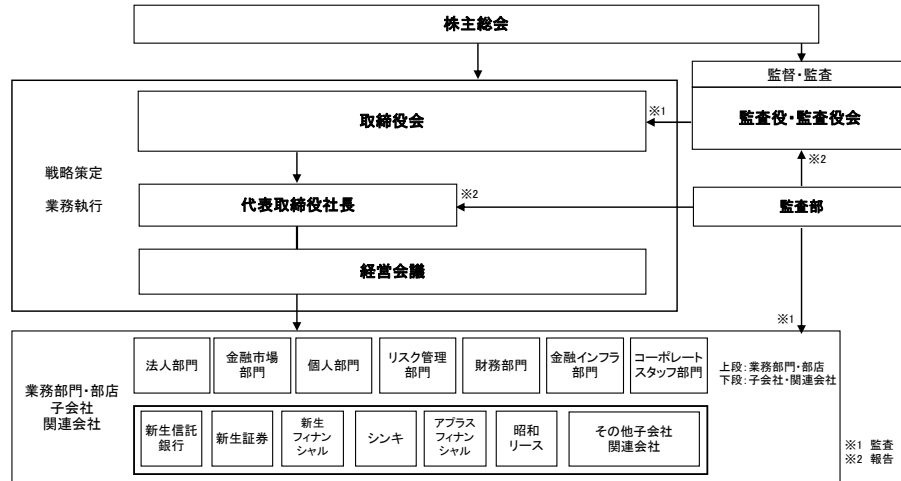 株主総会
監督・監査
取締役会
※1
監査役・監査役会
※2
戦略策定
業務執行
代表取締役社長
※2
監査部
経営会議
※1
法人部門
金融市場
部門
個人部門
リスク管理
部門
財務部門
金融インフラ
部門
コーポレート
スタッフ部門
上段：業務部門・部店
下段：子会社・関連会社
業務部門・部店
子会社
関連会社
新生信託
銀行
新生証券
新生
フィナン
シャル
シンキ
アプラス
フィナン
シャル
昭和
リース
その他子会社
関連会社
※1 監査
※2 報告